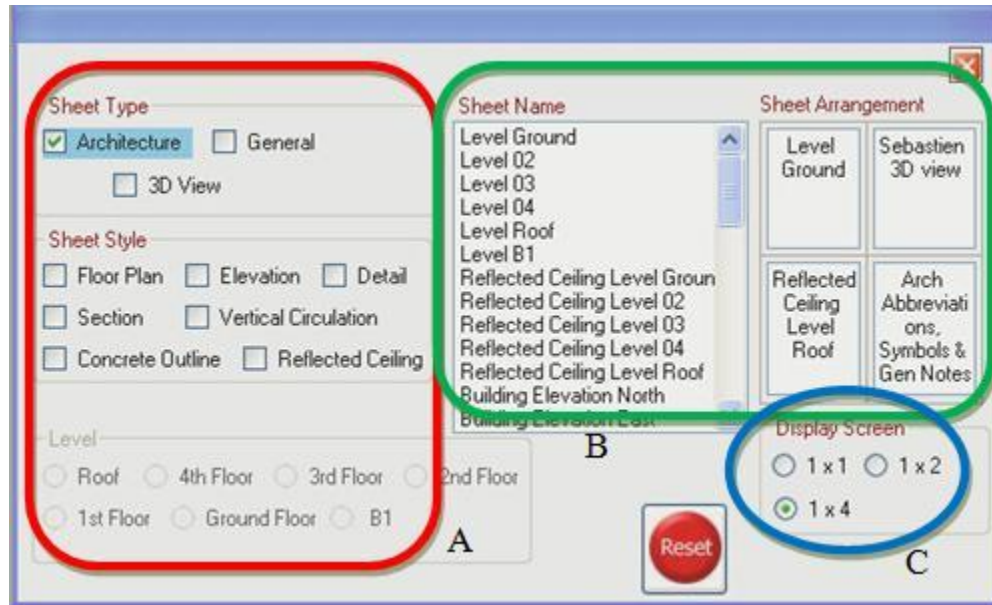 Sheet Type
Architecture General
3D View
Sheet Style
Floor Plan Elevation Detail
Section Vertical Circulation
Concrete Outline Reflected Ceiling
Level
Roof 4th Floor 3rd Floor 2nd Floor
1st Floor Ground Floor B1
A
Sheet Name
Level Ground
Level 02
Level 03
Level 04
Level Roof
Level B1
Reflected Ceiling Level Groun
Reflected Ceiling Level 02
Reflected Ceiling Level 03
Reflected Ceiling Level 04
Reflected Ceiling Level Roof
Building Elevation North
Building Elevation East
B
Sheet Arrangement
Level
Ground
Sebastien
3D view
Reflected
Ceiling
Level
Roof
Arch
Abbreviati
ons,
Symbols &
Gen Notes
Display Screen
1 x 1 1 x 2
1 x 4
C
Reset